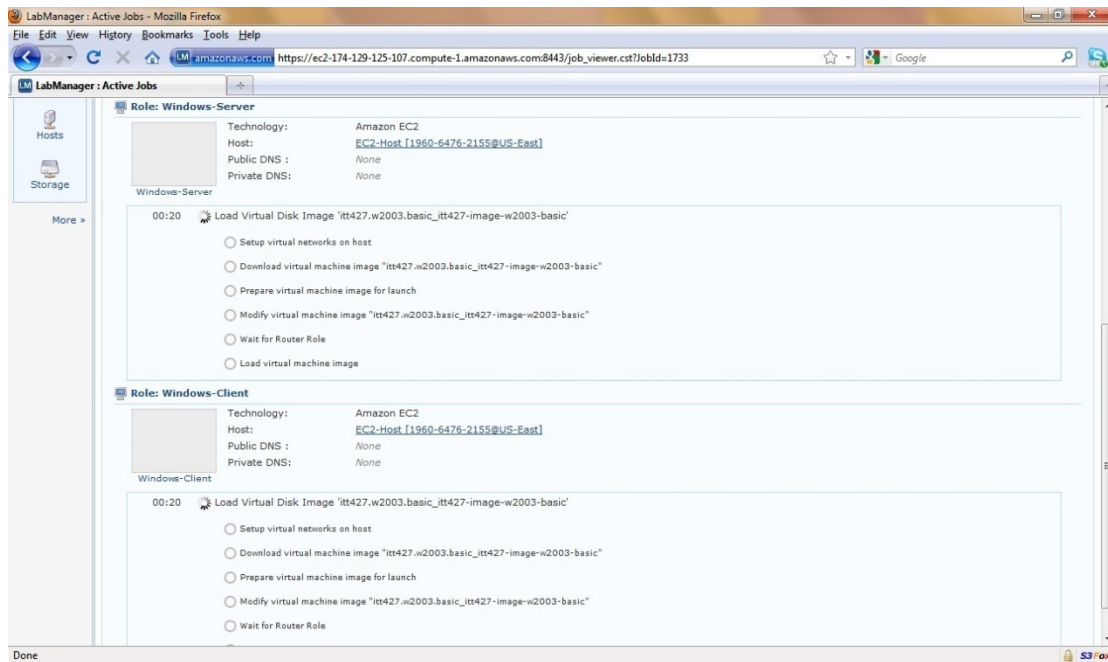 LabManager : Active Jobs - Mozilla Firefox
File Edit View History Bookmarks Tools Help
LM amazonaws.com https://ec2-174-129-125-107.compute-1.amazonaws.com:8443/job_viewer.cst?JobId=1733 Google
LM LabManager : Active Jobs
Hosts
Storage
More »
Role: Windows-Server
Technology: Amazon EC2
Host: EC2-Host [1960-6476-2155@US-East]
Public DNS : None
Private DNS: None
Windows-Server
00:20 Load Virtual Disk Image 'itt427.w2003.basic_itt427-image-w2003-basic'
Setup virtual networks on host
Download virtual machine image "itt427.w2003.basic_itt427-image-w2003-basic"
Prepare virtual machine image for launch
Modify virtual machine image "itt427.w2003.basic_itt427-image-w2003-basic"
Wait for Router Role
Load virtual machine image
Role: Windows-Client
Technology: Amazon EC2
Host: EC2-Host [1960-6476-2155@US-East]
Public DNS : None
Private DNS: None
Windows-Client
00:20 Load Virtual Disk Image 'itt427.w2003.basic_itt427-image-w2003-basic'
Setup virtual networks on host
Download virtual machine image "itt427.w2003.basic_itt427-image-w2003-basic"
Prepare virtual machine image for launch
Modify virtual machine image "itt427.w2003.basic_itt427-image-w2003-basic"
Wait for Router Role
Done S3Fox